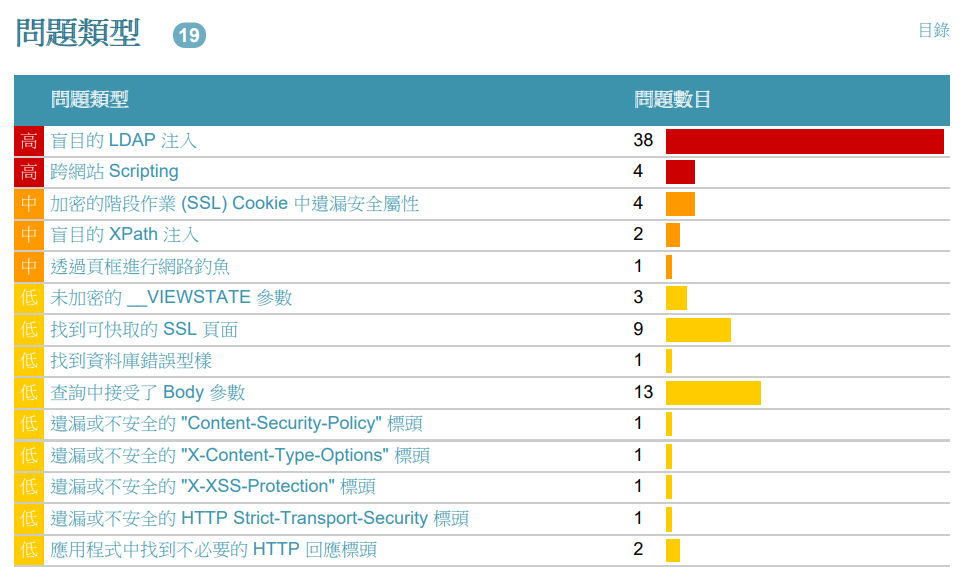 問題類型 19
目錄
問題類型 問題數目
高 盲目的 LDAP 注入 38
高 跨網站 Scripting 4
中 加密的階段作業 (SSL) Cookie 中遺漏安全屬性 4
中 盲目的 XPath 注入 2
中 透過頁框進行網路釣魚 1
低 未加密的 __VIEWSTATE 參數 3
低 找到可快取的 SSL 頁面 9
低 找到資料庫錯誤型樣 1
低 查詢中接受了 Body 參數 13
低 遺漏或不安全的 "Content-Security-Policy" 標頭 1
低 遺漏或不安全的 "X-Content-Type-Options" 標頭 1
低 遺漏或不安全的 "X-XSS-Protection" 標頭 1
低 遺漏或不安全的 HTTP Strict-Transport-Security 標頭 1
低 應用程式中找到不必要的 HTTP 回應標頭 2